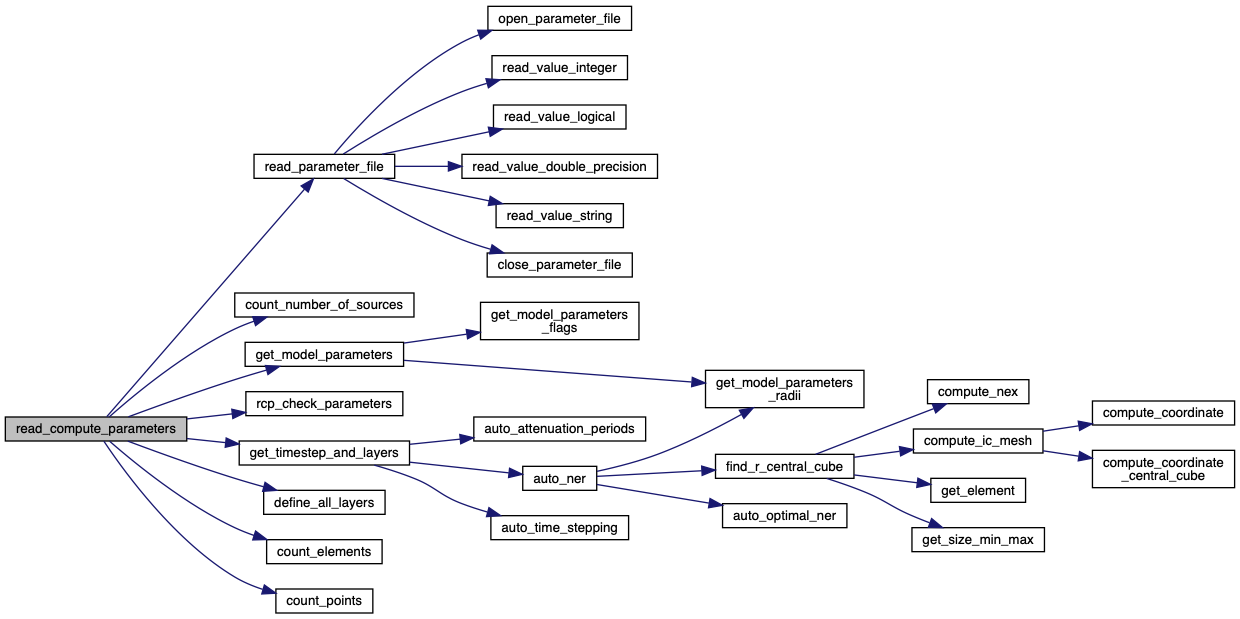 open_parameter_file
read_value_integer
read_value_logical
read_parameter_file
read_value_double_precision
read_value_string
close_parameter_file
count_number_of_sources
get_model_parameters
_flags
get_model_parameters
get_model_parameters
_radii
rcp_check_parameters
compute_nex
compute_coordinate
read_compute_parameters
auto_attenuation_periods
compute_ic_mesh
get_timestep_and_layers
find_r_central_cube
compute_coordinate
_central_cube
auto_ner
get_element
define_all_layers
auto_optimal_ner
auto_time_stepping
get_size_min_max
count_elements
count_points